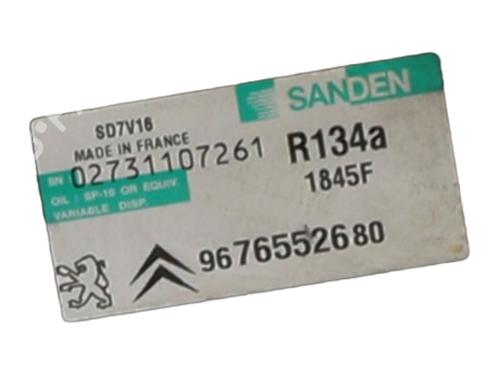 SANDEN
SD7V16
MADE IN FRANCE
SN 02731107261
R134a
1845F
OIL : SP-10 OR EQUIV.
VARIABLE DISP.
9676552680